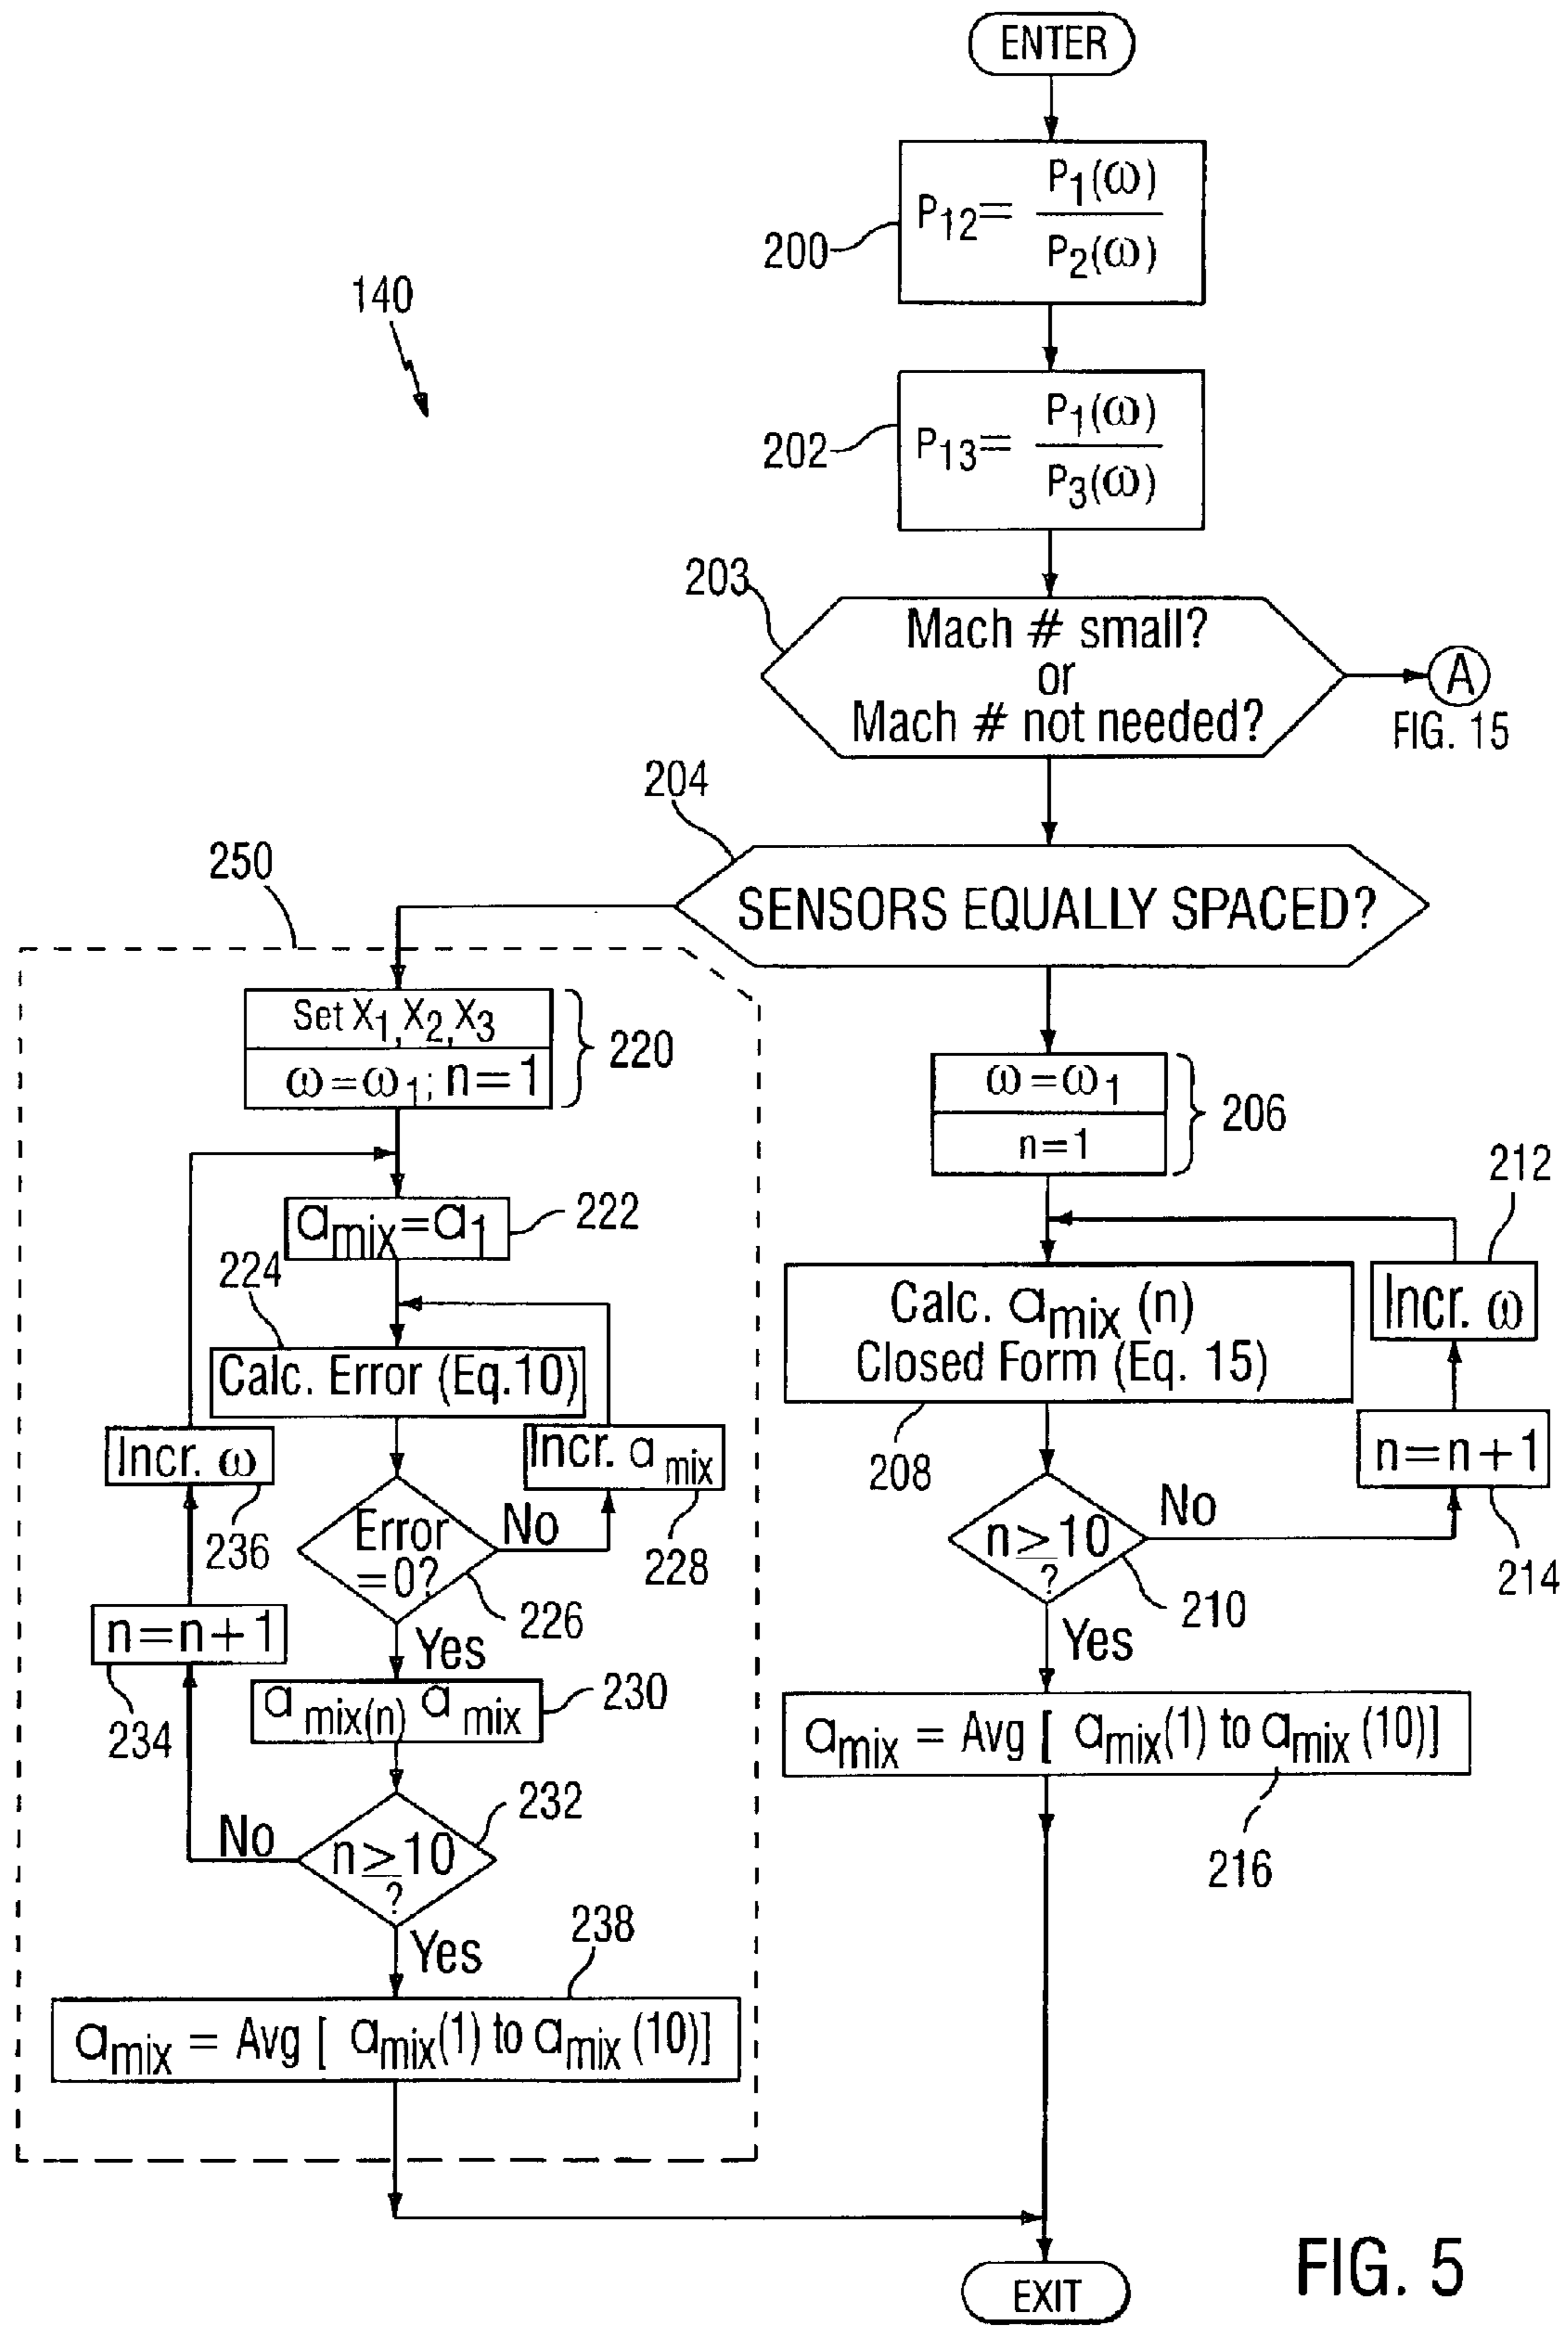 ENTER
P12= P1(ω)
P2(ω)
200
140
P13= P1(ω)
P3(ω)
202
203
Mach # small?
or
Mach # not needed?
A
FIG. 15
204
SENSORS EQUALLY SPACED?
250
Set X1, X2, X3
ω=ω1; n=1
220
ω=ω1
n=1
206
212
amix=a1
222
224
Calc. Error (Eq.10)
Calc. amix (n)
Closed Form (Eq. 15)
Incr. ω
208
Incr. ω
236
Incr. a mix
228
n=n+1
214
Error
=0?
No
226
Yes
n≥10
?
No
210
Yes
n=n+1
234
a mix(n) a mix
230
amix = Avg [ amix(1) to amix (10)]
216
n≥10
?
232
No
Yes
238
amix = Avg [ amix(1) to amix (10)]
EXIT
FIG. 5